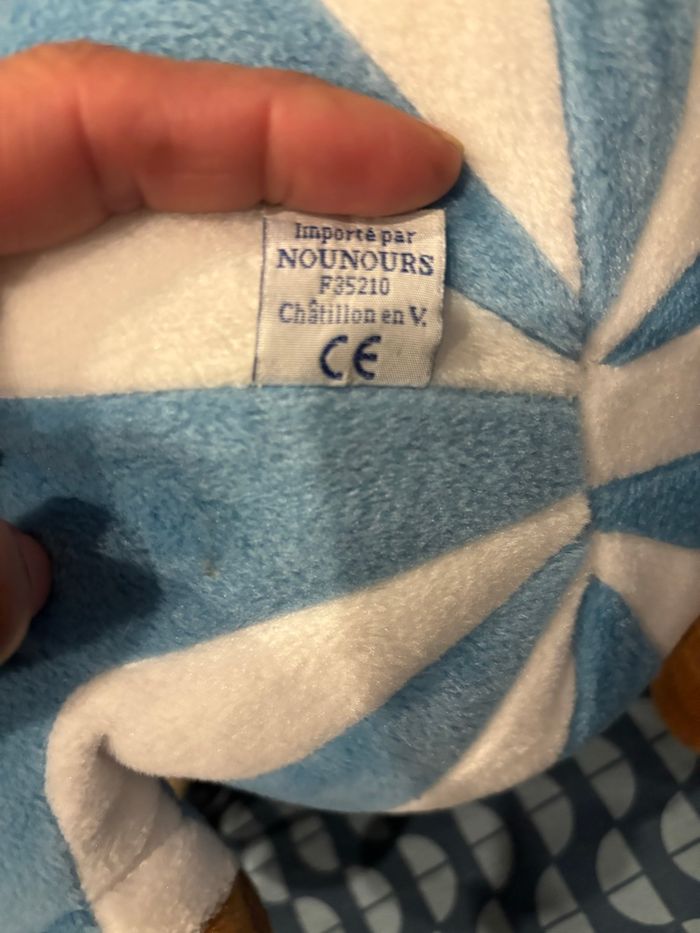 Importé par
NOUNOURS
F35210
Châtillon en V.
CE